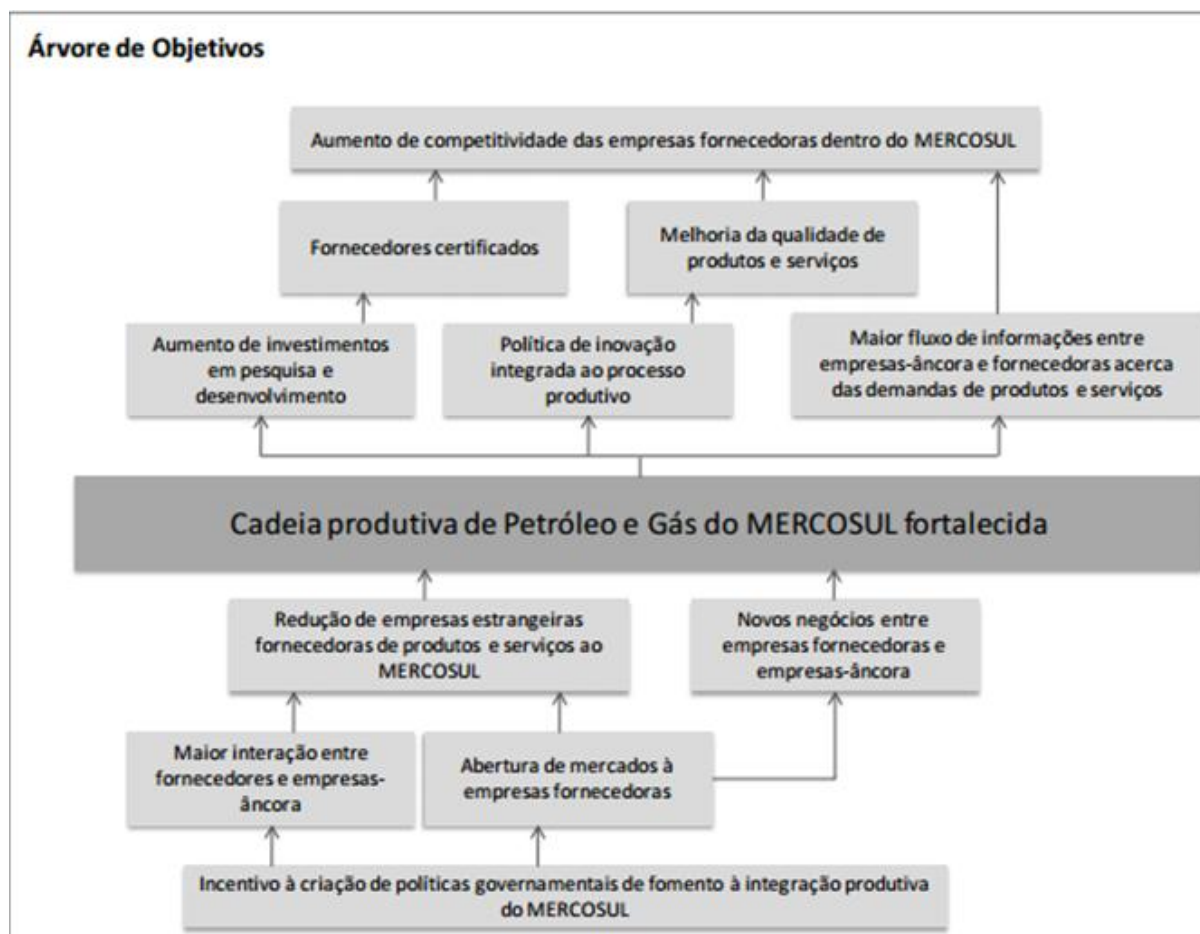 Árvore de Objetivos
Aumento de competitividade das empresas fornecedoras dentro do MERCOSUL
Fornecedores certificados
Melhoria da qualidade de
produtos e serviços
Aumento de investimentos
em pesquisa e
desenvolvimento
Política de inovação
integrada ao processo
produtivo
Maior fluxo de informações entre
empresas-âncora e fornecedoras acerca
das demandas de produtos e serviços
Cadeia produtiva de Petróleo e Gás do MERCOSUL fortalecida
Redução de empresas estrangeiras
fornecedoras de produtos e serviços ao
MERCOSUL
Novos negócios entre
empresas fornecedoras e
empresas-âncora
Maior interação entre
fornecedores e empresas-
âncora
Abertura de mercados à
empresas fornecedoras
Incentivo à criação de políticas governamentais de fomento à integração produtiva
do MERCOSUL